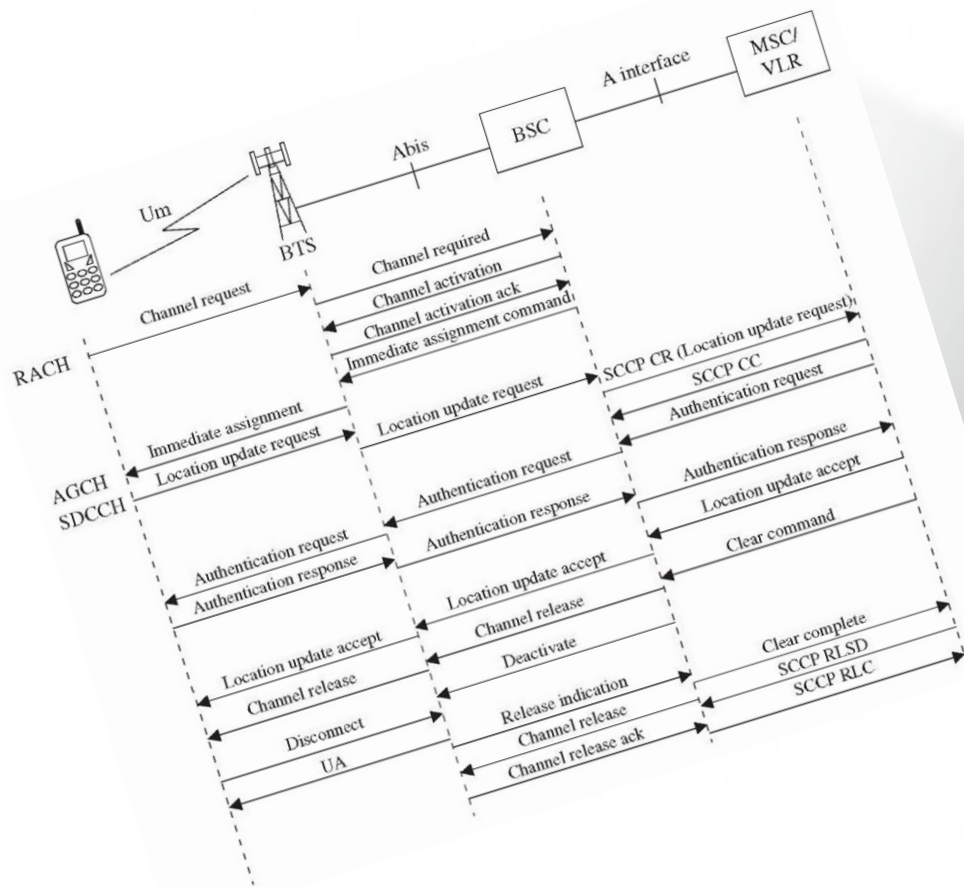 MSC/
VLR
A interface
BSC
Abis
Um
BTS
Channel required
Channel activation
Channel request
Channel activation ack
Immediate assignment command
RACH
SCCP CR (Location update request)
SCCP CC
Location update request
Authentication request
Immediate assignment
Location update request
AGCH
SDCCH
Authentication response
Authentication request
Location update accept
Authentication response
Authentication request
Clear command
Authentication response
Location update accept
Channel release
Clear complete
Location update accept
Deactivate
SCCP RLSD
Channel release
SCCP RLC
Release indication
Disconnect
Channel release
UA
Channel release ack